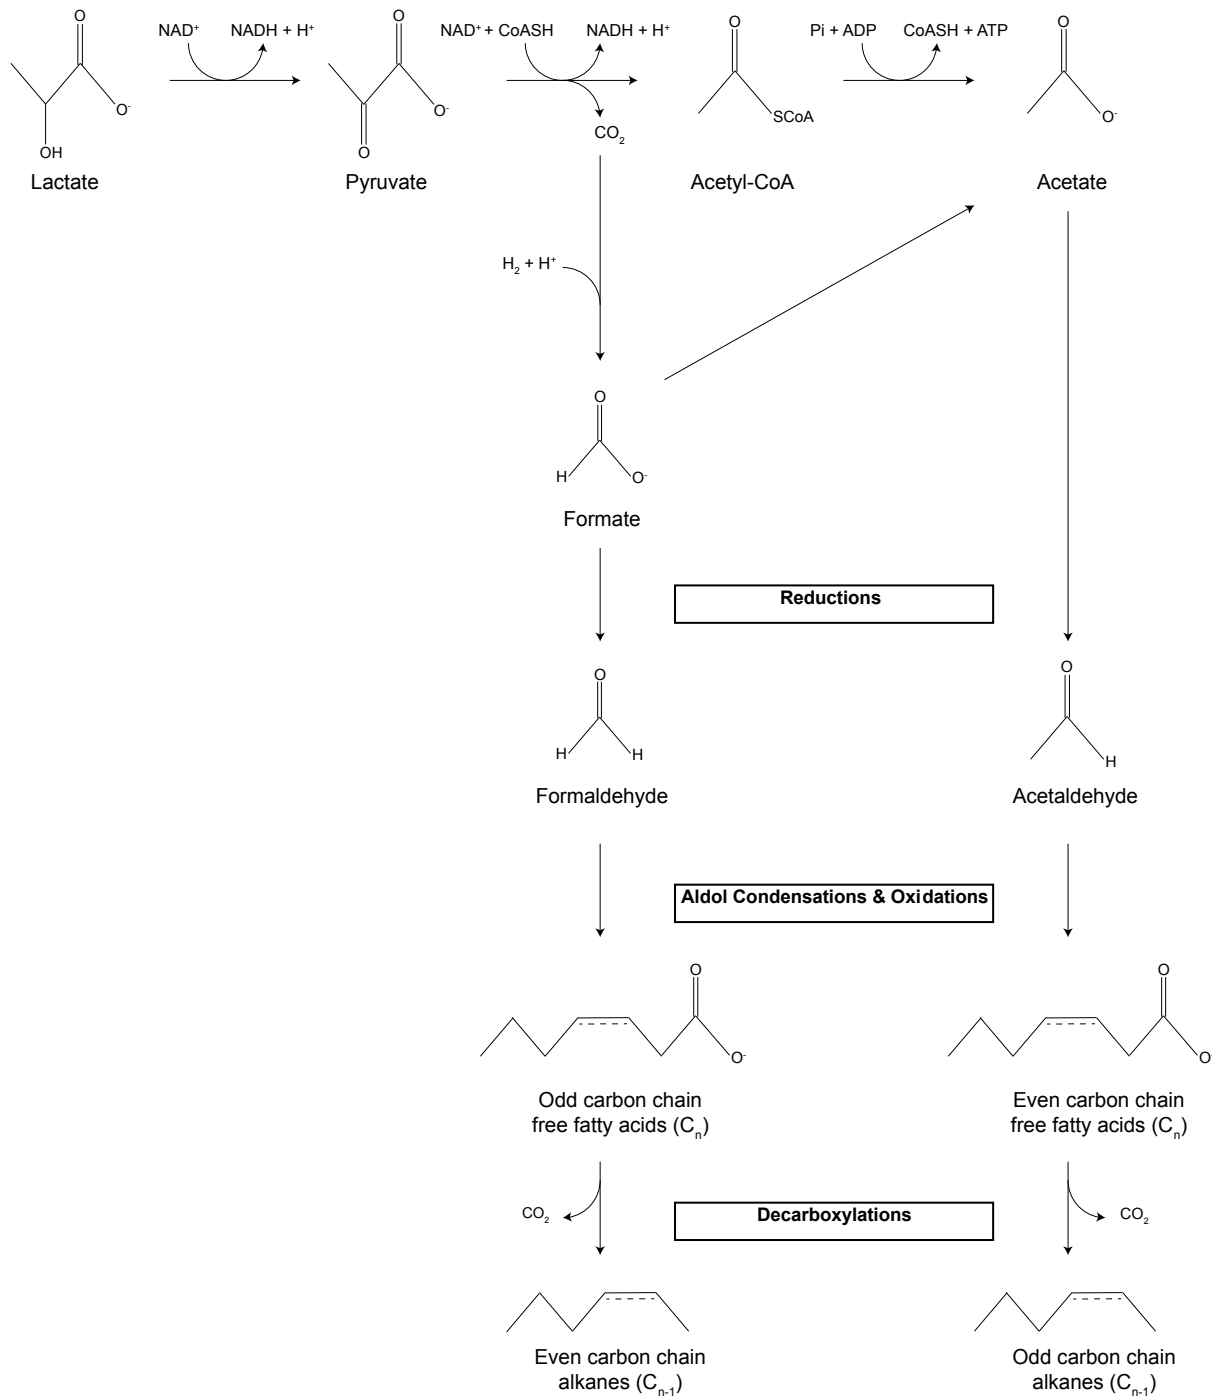 O
O
O
O
NAD⁺
NADH + H⁺
NAD⁺ + CoASH
NADH + H⁺
Pi + ADP
CoASH + ATP
O⁻
O⁻
SCoA
O⁻
OH
O
CO₂
Lactate
Pyruvate
Acetyl-CoA
Acetate
H₂ + H⁺
O
H
O⁻
Formate
Reductions
O
O
H
H
H
Formaldehyde
Acetaldehyde
Aldol Condensations & Oxidations
O
O
O⁻
O⁻
Odd carbon chain
free fatty acids (Cₙ)
Even carbon chain
free fatty acids (Cₙ)
CO₂
Decarboxylations
CO₂
Even carbon chain
alkanes (Cₙ₋₁)
Odd carbon chain
alkanes (Cₙ₋₁)